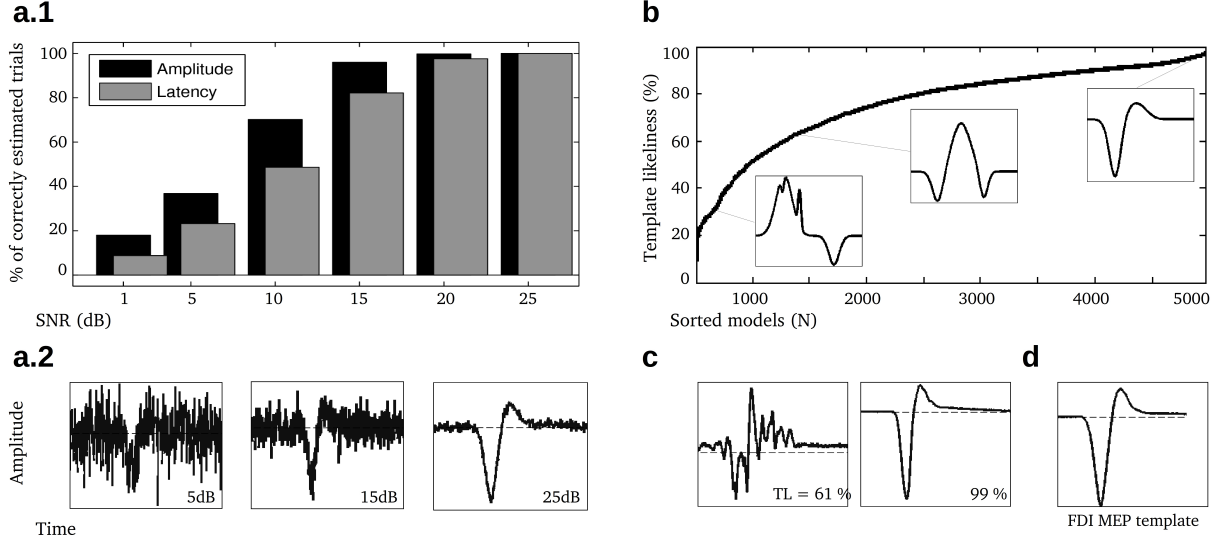 a.1
% of correctly estimated trials
100
80
60
40
20
0
Amplitude
Latency
1 5 10 15 20 25
SNR (dB)
b
Template likeliness (%)
100
80
60
40
20
0
1000 2000 3000 4000 5000
Sorted models (N)
a.2
Amplitude
5dB
15dB
25dB
Time
c
TL = 61 %
99 %
d
FDI MEP template